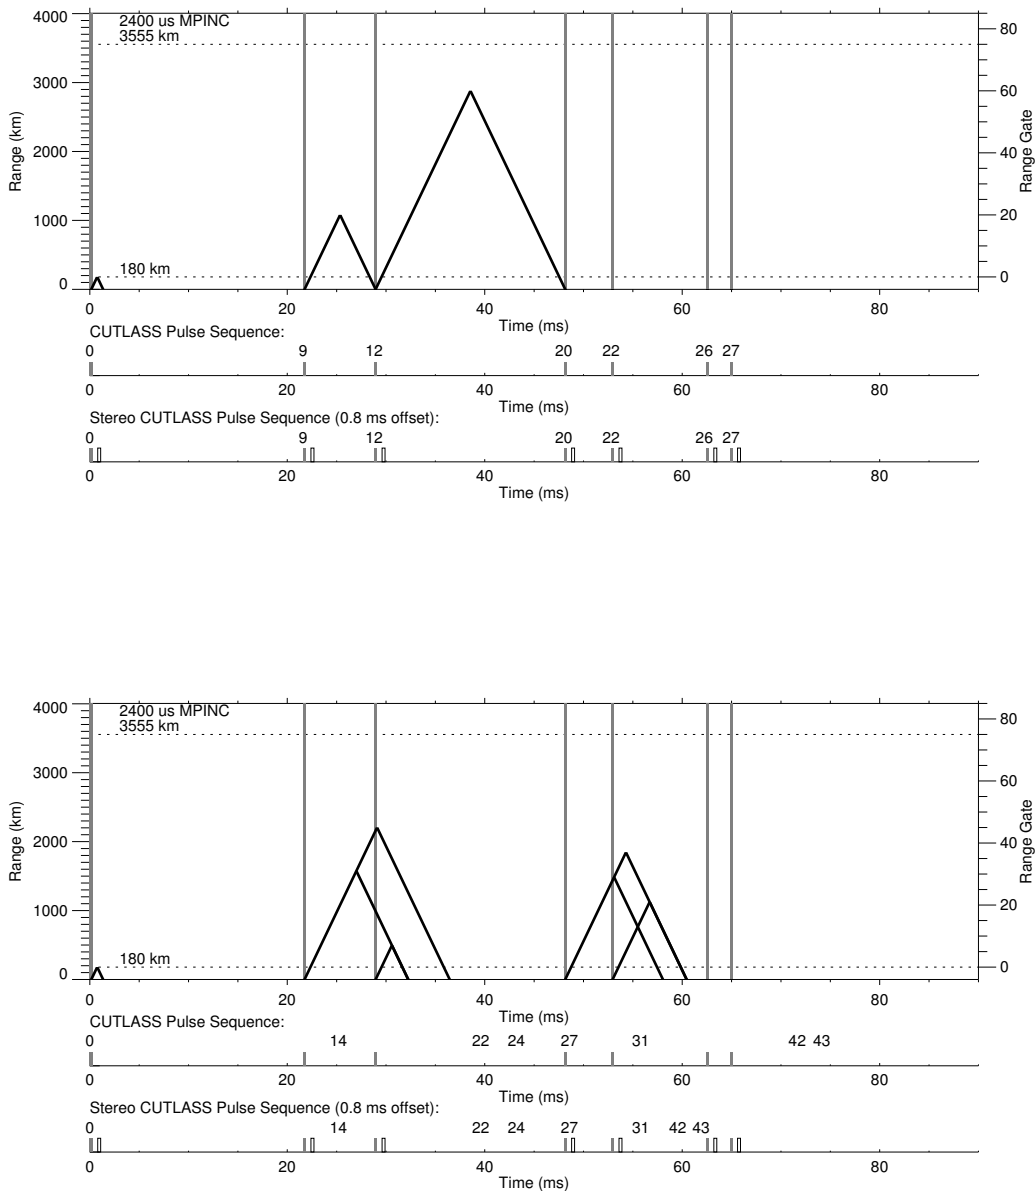 4000
2400 us MPINC
3555 km
80
3000
60
2000
40
1000
20
180 km
0
0
Range (km)
Range Gate
0 20 40 60 80
Time (ms)
CUTLASS Pulse Sequence:
0 9 12 20 22 26 27
0 20 40 60 80
Time (ms)
Stereo CUTLASS Pulse Sequence (0.8 ms offset):
0 9 12 20 22 26 27
0 20 40 60 80
Time (ms)
4000
2400 us MPINC
3555 km
80
3000
60
2000
40
1000
20
180 km
0
0
Range (km)
Range Gate
0 20 40 60 80
Time (ms)
CUTLASS Pulse Sequence:
0 14 22 24 27 31 42 43
0 20 40 60 80
Time (ms)
Stereo CUTLASS Pulse Sequence (0.8 ms offset):
0 14 22 24 27 31 42 43
0 20 40 60 80
Time (ms)